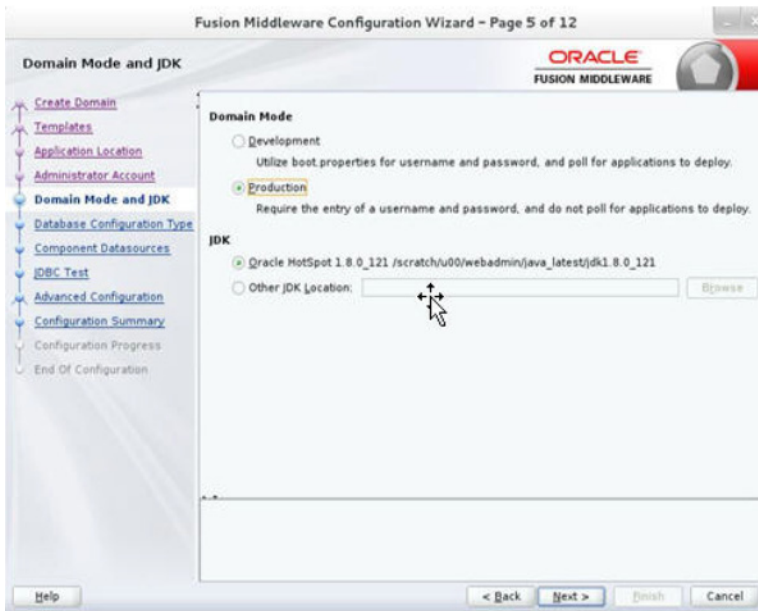 Fusion Middleware Configuration Wizard - Page 5 of 12
Domain Mode and JDK
ORACLE
FUSION MIDDLEWARE
Create Domain
Templates
Application Location
Administrator Account
Domain Mode and JDK
Database Configuration Type
Component Datasources
JDBC Test
Advanced Configuration
Configuration Summary
Configuration Progress
End Of Configuration
Domain Mode
Development
Utilize boot.properties for username and password, and poll for applications to deploy.
Production
Require the entry of a username and password, and do not poll for applications to deploy.
JDK
Oracle HotSpot 1.8.0_121 /scratch/u00/webadmin/java_latest/jdk1.8.0_121
Other JDK Location:
Browse
Help
< Back
Next >
Finish
Cancel